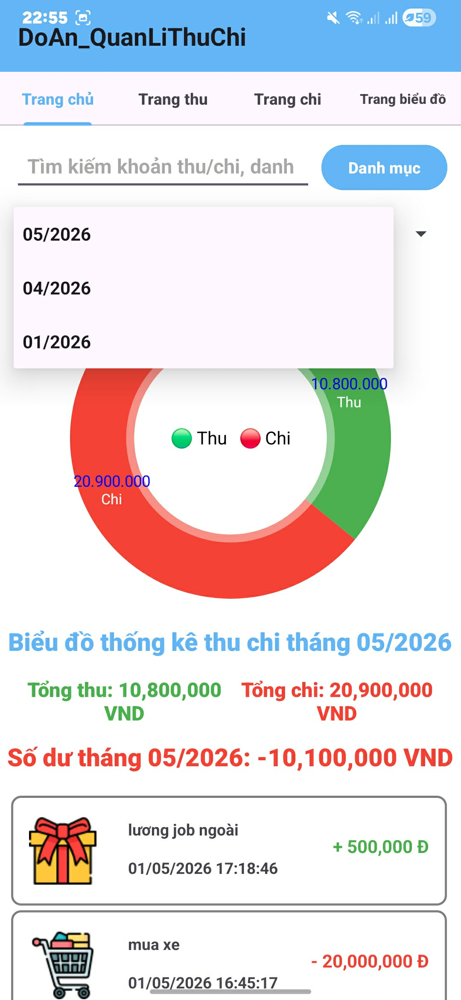 22:55
59
DoAn_QuanLiThuChi
Trang chủ
Trang thu
Trang chi
Trang biểu đồ
Tìm kiếm khoản thu/chi, danh
Danh mục
05/2026
04/2026
01/2026
10.800.000
Thu
Thu
Chi
20.900.000
Chi
Biểu đồ thống kê thu chi tháng 05/2026
Tổng thu: 10,800,000
VND
Tổng chi: 20,900,000
VND
Số dư tháng 05/2026: -10,100,000 VND
lương job ngoài
+ 500,000 Đ
01/05/2026 17:18:46
mua xe
- 20,000,000 Đ
01/05/2026 16:45:17